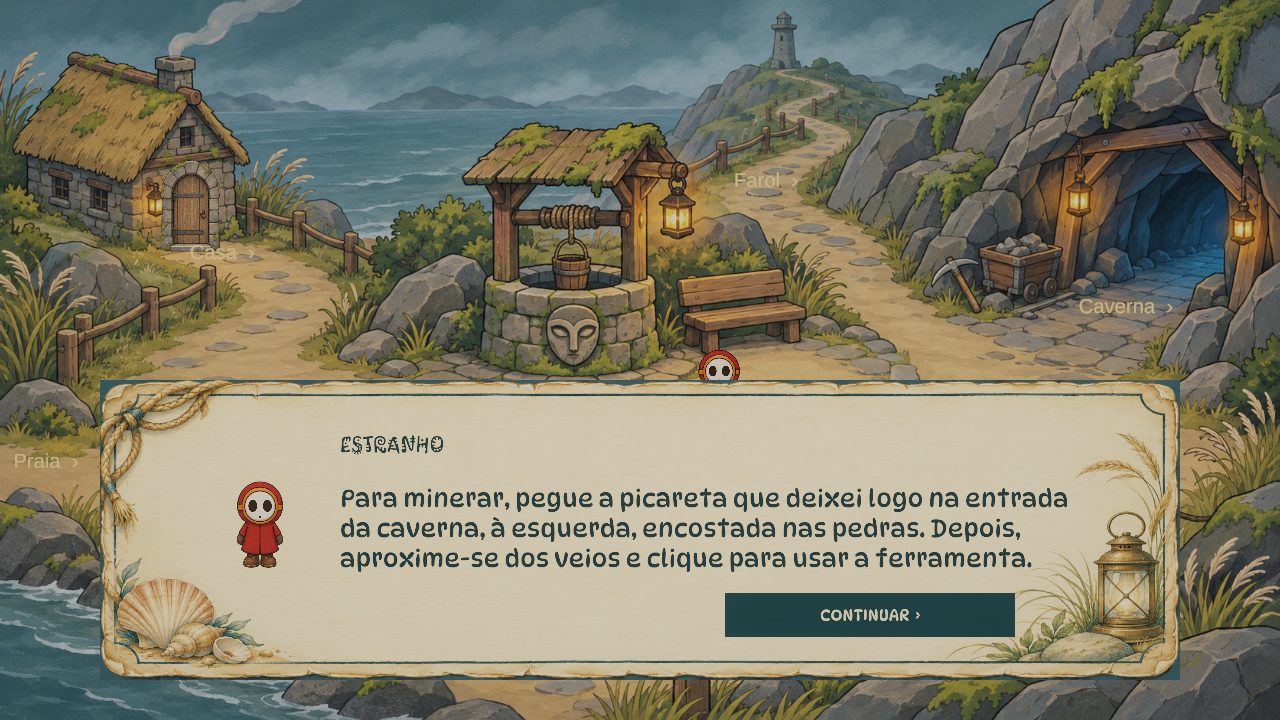 Farol ›
Casa ›
Caverna ›
Praia ›
ESTRANHO
Para minerar, pegue a picareta que deixei logo na entrada
da caverna, à esquerda, encostada nas pedras. Depois,
aproxime-se dos veios e clique para usar a ferramenta.
CONTINUAR ›